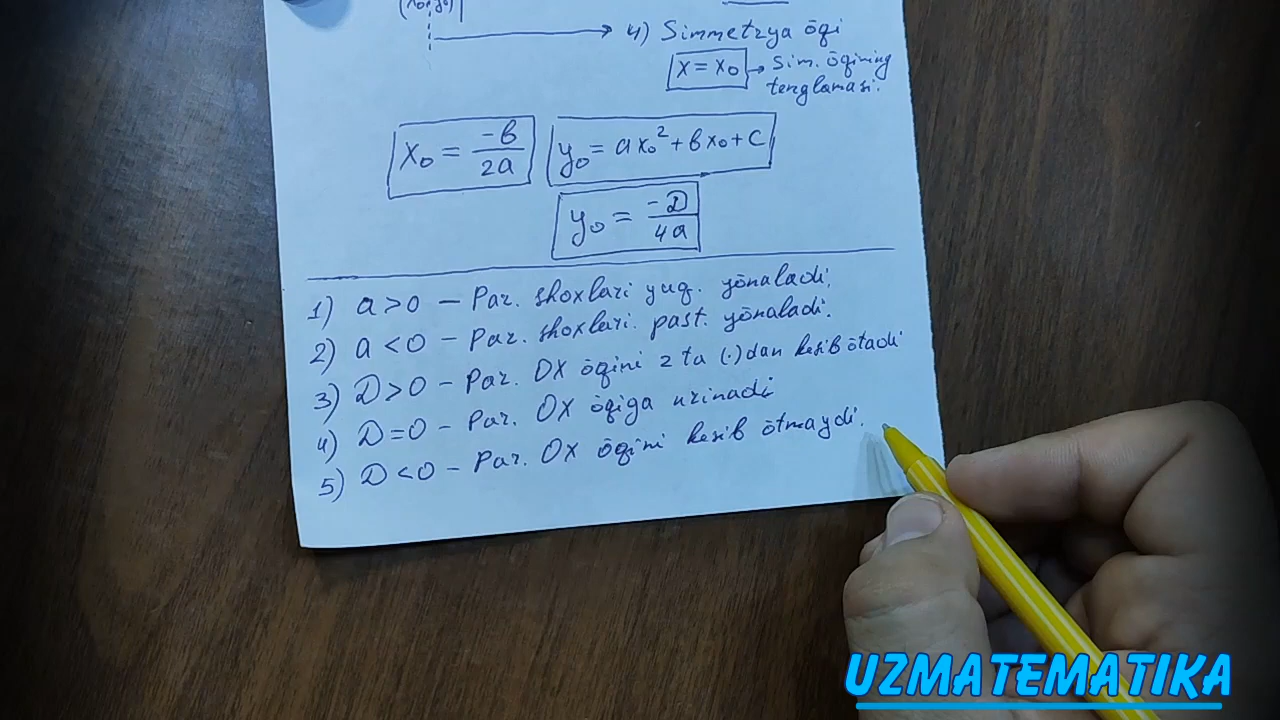 (x₀; y₀)
4) Simmetrya ōqi
x = x₀ → Sim. ōqining
tenglamasi.
x₀ = -b/2a y₀ = ax₀² + bx₀ + c
y₀ = -D/4a
1) a > 0 – Par. shoxlari yuq. yōnaladi.
2) a < 0 – Par. shoxlari. past. yōnaladi.
3) D > 0 – Par. OX ōqini 2 ta (·) dan kesib ōtadi
4) D = 0 – Par. OX ōqiga urinadi
5) D < 0 – Par. OX ōqini kesib ōtmaydi.
UZMATEMATIKA